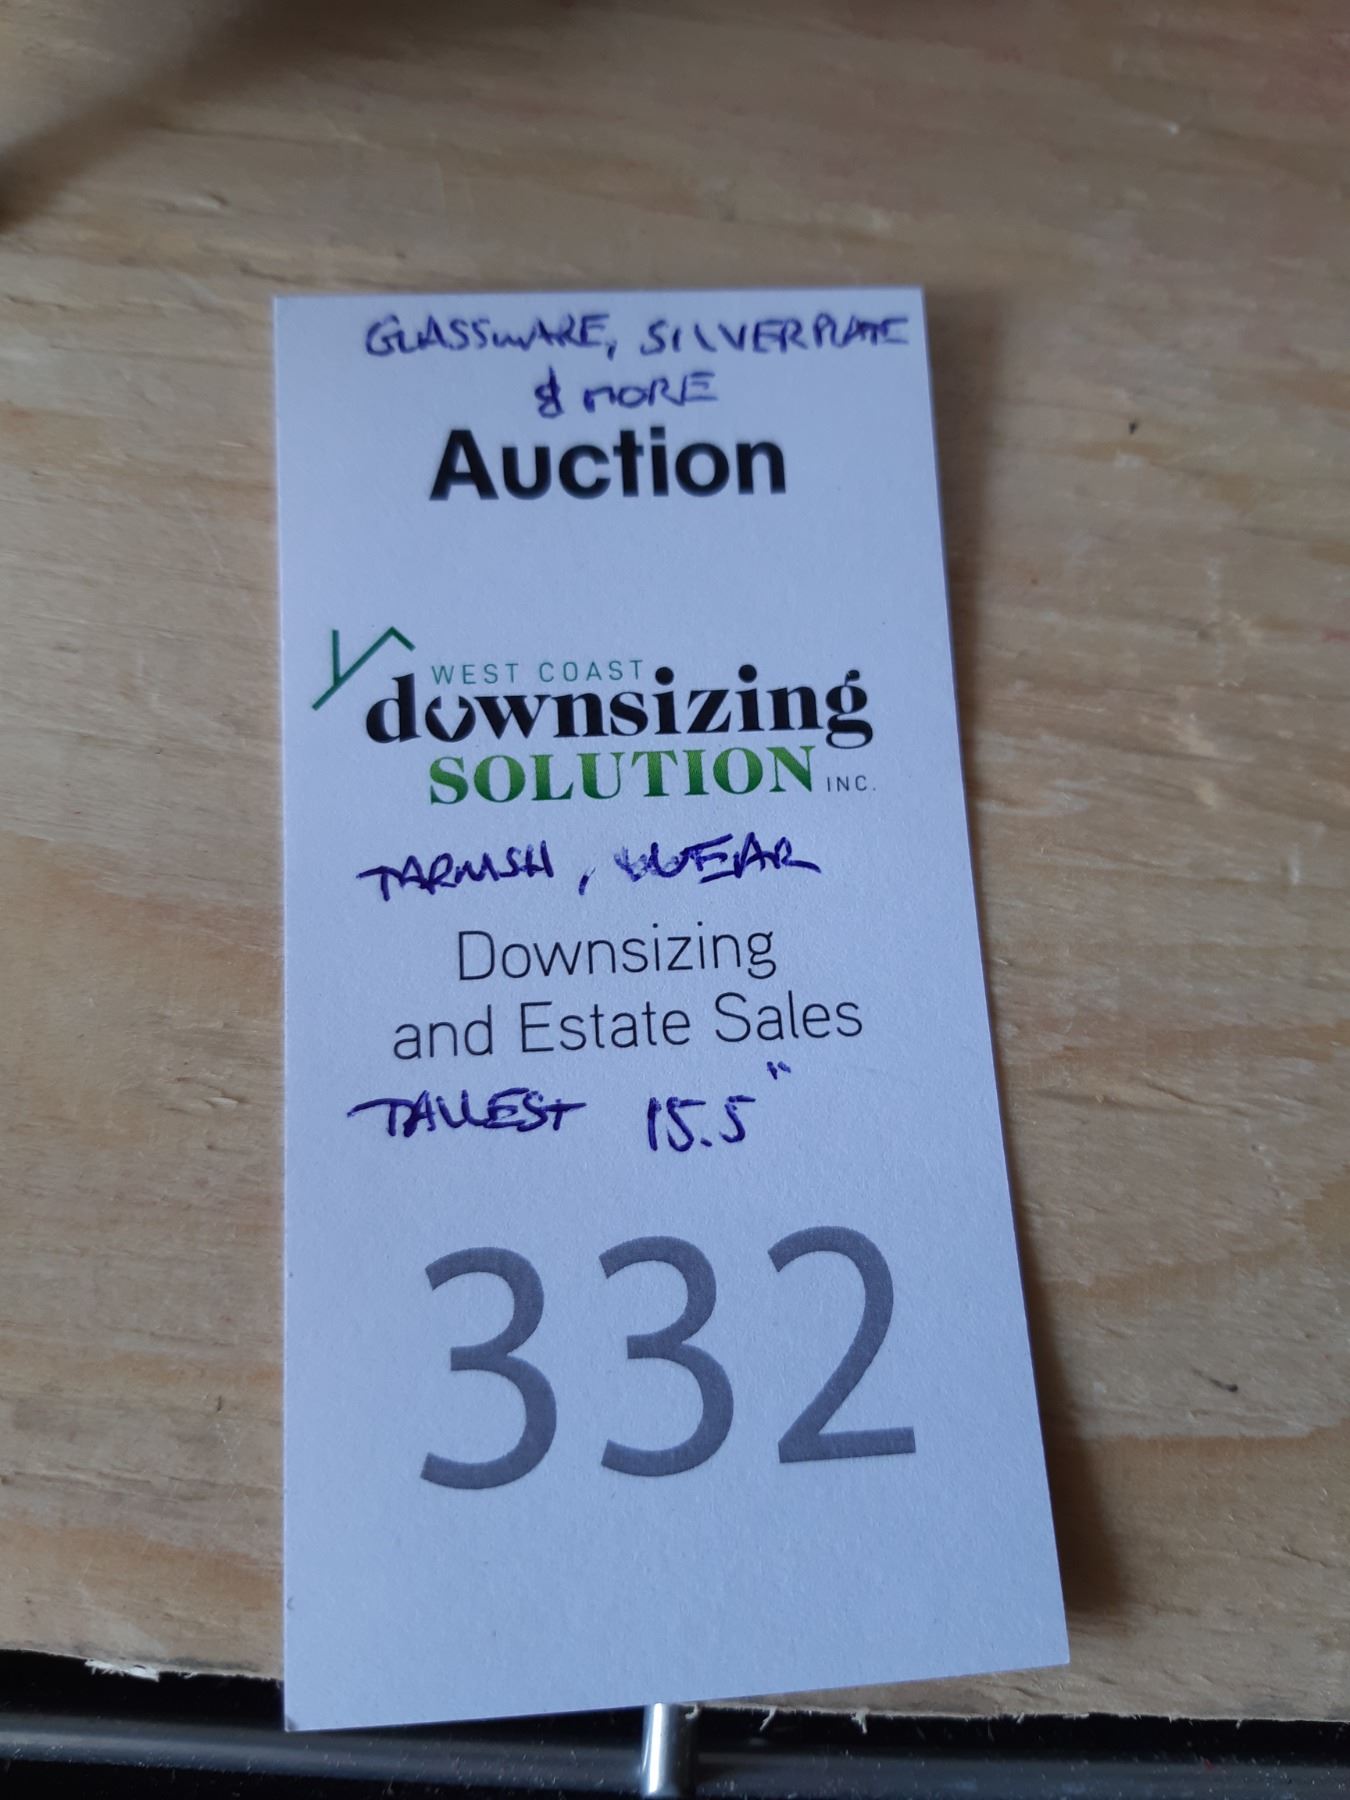 GLASSWARE, SILVERPLATE
& MORE
Auction
WEST COAST
downsizing
SOLUTION INC.
TARNISH, WEAR
Downsizing
and Estate Sales
TALLEST 15.5"
332